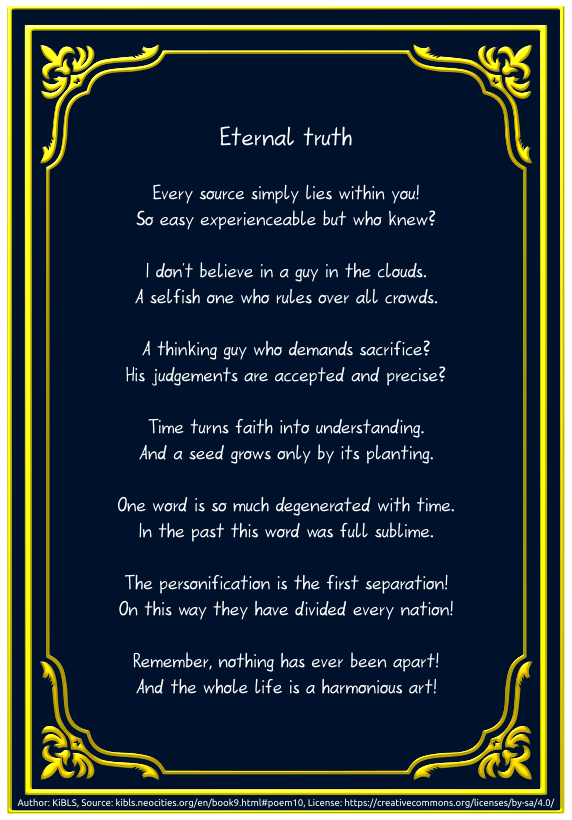 Eternal truth
Every source simply lies within you!
So easy experienceable but who knew?
I don't believe in a guy in the clouds.
A selfish one who rules over all crowds.
A thinking guy who demands sacrifice?
His judgements are accepted and precise?
Time turns faith into understanding.
And a seed grows only by its planting.
One word is so much degenerated with time.
In the past this word was full sublime.
The personification is the first separation!
On this way they have divided every nation!
Remember, nothing has ever been apart!
And the whole life is a harmonious art!
Author: KiBLS, Source: kibls.neocities.org/en/book9.html#poem10, License: https://creativecommons.org/licenses/by-sa/4.0/